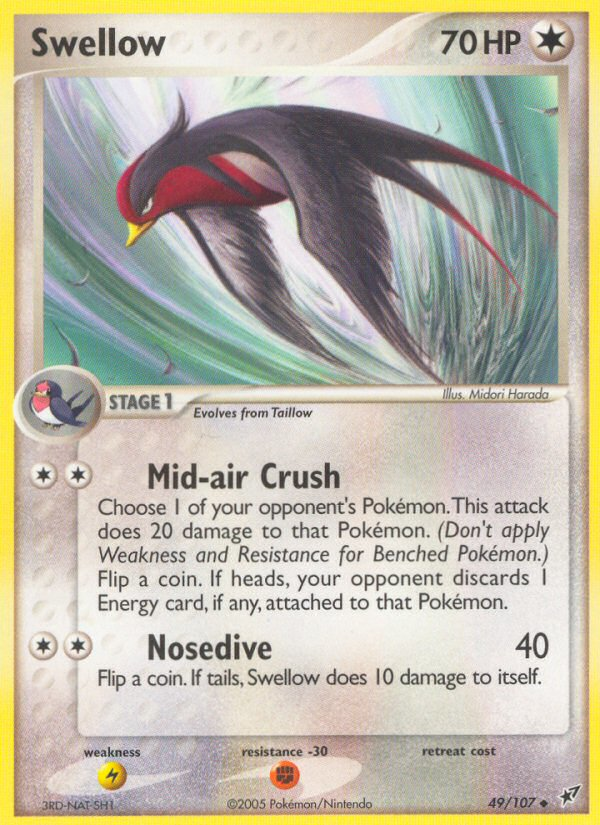 Swellow 70 HP
Illus. Midori Harada
STAGE 1
Evolves from Taillow
Mid-air Crush
Choose 1 of your opponent's Pokémon. This attack
does 20 damage to that Pokémon. (Don't apply
Weakness and Resistance for Benched Pokémon.)
Flip a coin. If heads, your opponent discards 1
Energy card, if any, attached to that Pokémon.
Nosedive 40
Flip a coin. If tails, Swellow does 10 damage to itself.
weakness resistance -30 retreat cost
3RD-NAT-SH1 ©2005 Pokémon/Nintendo 49/107